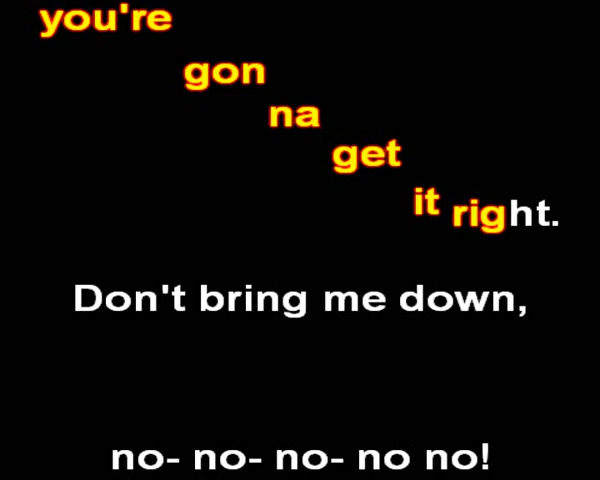 you're
gon
na
get
it right.
Don't bring me down,
no- no- no- no no!